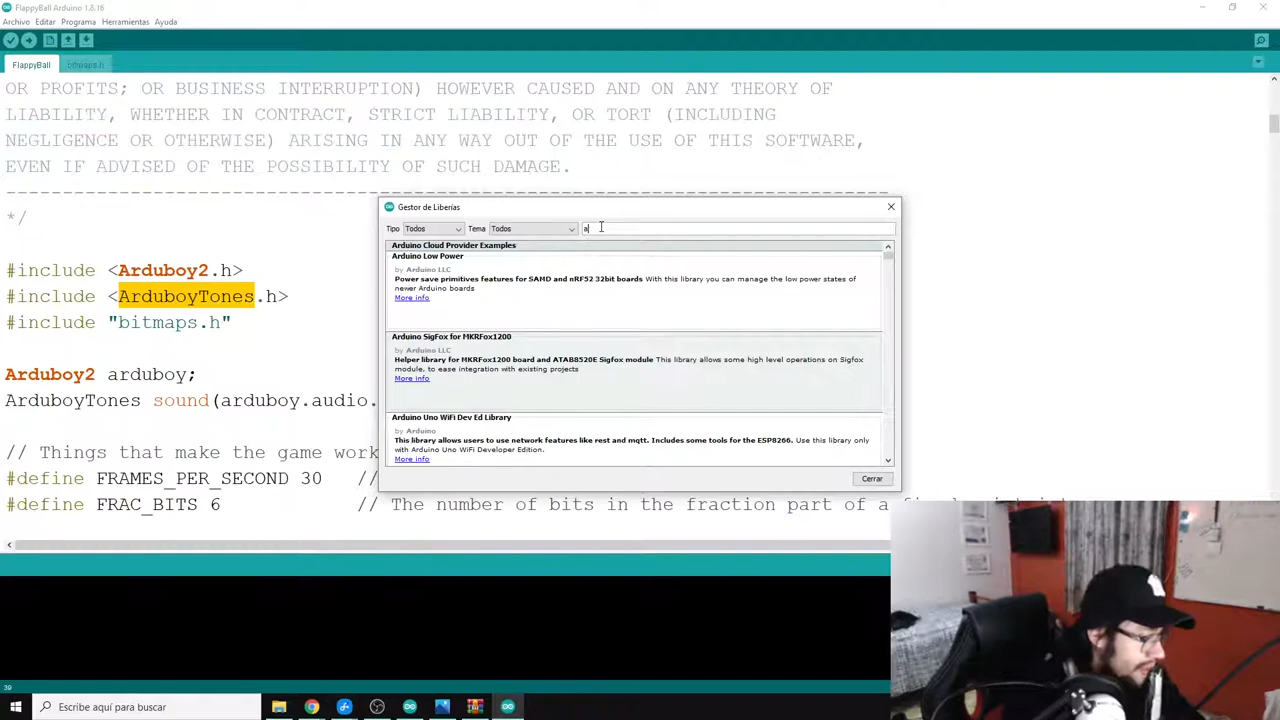 FlappyBall Arduino 1.8.16
Archivo Editar Programa Herramientas Ayuda
FlappyBall bitmaps.h
OR PROFITS; OR BUSINESS INTERRUPTION) HOWEVER CAUSED AND ON ANY THEORY OF
LIABILITY, WHETHER IN CONTRACT, STRICT LIABILITY, OR TORT (INCLUDING
NEGLIGENCE OR OTHERWISE) ARISING IN ANY WAY OUT OF THE USE OF THIS SOFTWARE,
EVEN IF ADVISED OF THE POSSIBILITY OF SUCH DAMAGE.
*/
#include <Arduboy2.h>
#include <ArduboyTones.h>
#include "bitmaps.h"
Arduboy2 arduboy;
ArduboyTones sound(arduboy.audio.
// Things that make the game work
#define FRAMES_PER_SECOND 30 //
#define FRAC_BITS 6 // The number of bits in the fraction part of a
Gestor de Liberías
Tipo Todos Tema Todos a
Arduino Cloud Provider Examples
Arduino Low Power
by Arduino LLC
Power save primitives features for SAMD and nRF52 32bit boards With this library you can manage the low power states of
newer Arduino boards
More info
Arduino SigFox for MKRFox1200
by Arduino LLC
Helper library for MKRFox1200 board and ATAB8520E Sigfox module This library allows some high level operations on Sigfox
module, to ease integration with existing projects
More info
Arduino Uno WiFi Dev Ed Library
by Arduino
This library allows users to use network features like rest and mqtt. Includes some tools for the ESP8266. Use this library only
with Arduino Uno WiFi Developer Edition.
More info
Cerrar
39
Escribe aquí para buscar